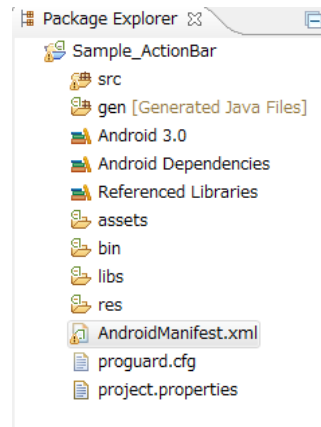 Package Explorer
Sample_ActionBar
src
gen [Generated Java Files]
Android 3.0
Android Dependencies
Referenced Libraries
assets
bin
libs
res
AndroidManifest.xml
proguard.cfg
project.properties